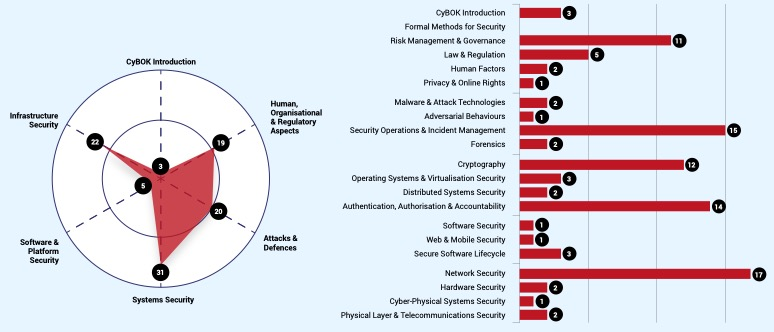 CyBOK Introduction
Human,
Organisational
& Regulatory
Aspects
Infrastructure
Security
22
19
3
5
20
Software &
Platform
Security
Attacks &
Defences
31
Systems Security
CyBOK Introduction 3
Formal Methods for Security
Risk Management & Governance 11
Law & Regulation 5
Human Factors 2
Privacy & Online Rights 1
Malware & Attack Technologies 2
Adversarial Behaviours 1
Security Operations & Incident Management 15
Forensics 2
Cryptography 12
Operating Systems & Virtualisation Security 3
Distributed Systems Security 2
Authentication, Authorisation & Accountability 14
Software Security 1
Web & Mobile Security 1
Secure Software Lifecycle 3
Network Security 17
Hardware Security 2
Cyber-Physical Systems Security 1
Physical Layer & Telecommunications Security 2